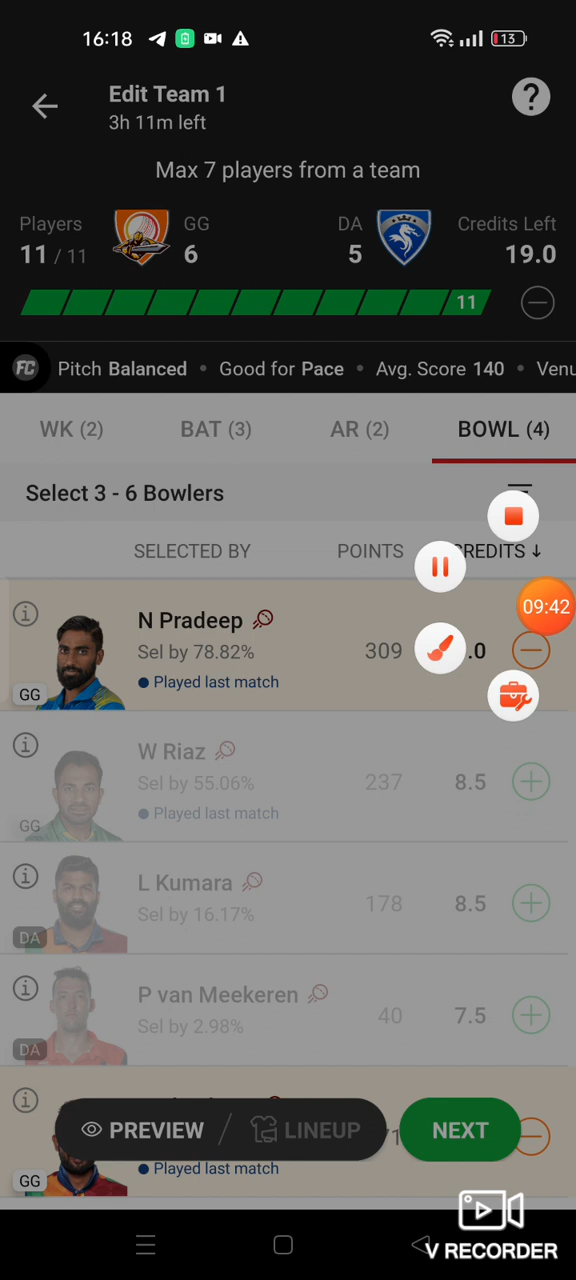 16:18
13
Edit Team 1
3h 11m left
?
Max 7 players from a team
Players GG DA Credits Left
11 / 11 6 5 19.0
11
FC Pitch Balanced • Good for Pace • Avg. Score 140 • Venu
WK (2) BAT (3) AR (2) BOWL (4)
Select 3 - 6 Bowlers
SELECTED BY POINTS CREDITS ↓
09:42
N Pradeep
Sel by 78.82% 309 .0
Played last match
GG
W Riaz
Sel by 55.06% 237 8.5
Played last match
GG
L Kumara
Sel by 16.17% 178 8.5
DA
P van Meekeren
Sel by 2.98% 40 7.5
DA
PREVIEW / LINEUP NEXT
Played last match
GG
V RECORDER